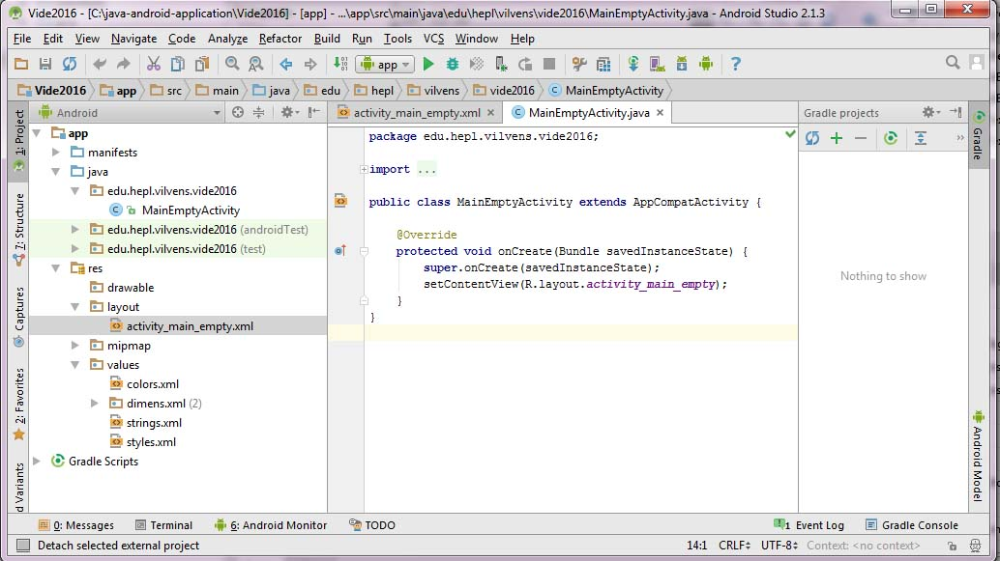 Vide2016 - [C:\java-android-application\Vide2016] - [app] - ...\app\src\main\java\edu\hepl\vilvens\vide2016\MainEmptyActivity.java - Android Studio 2.1.3
File Edit View Navigate Code Analyze Refactor Build Run Tools VCS Window Help
app
Vide2016 app src main java edu hepl vilvens vide2016 MainEmptyActivity
Android
activity_main_empty.xml MainEmptyActivity.java
Gradle projects
1: Project
7: Structure
Captures
2: Favorites
d Variants
app
manifests
java
edu.hepl.vilvens.vide2016
MainEmptyActivity
edu.hepl.vilvens.vide2016 (androidTest)
edu.hepl.vilvens.vide2016 (test)
res
drawable
layout
activity_main_empty.xml
mipmap
values
colors.xml
dimens.xml (2)
strings.xml
styles.xml
Gradle Scripts
package edu.hepl.vilvens.vide2016;
import ...
public class MainEmptyActivity extends AppCompatActivity {
@Override
protected void onCreate(Bundle savedInstanceState) {
super.onCreate(savedInstanceState);
setContentView(R.layout.activity_main_empty);
}
}
Nothing to show
Gradle
Android Model
0: Messages Terminal 6: Android Monitor TODO 1 Event Log Gradle Console
Detach selected external project 14:1 CRLF UTF-8 Context: <no context>